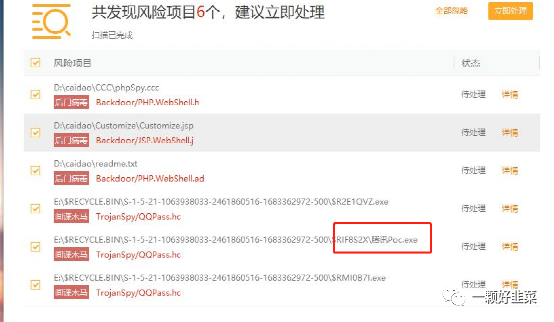 共发现风险项目6个，建议立即处理
全部忽略
立即处理
扫描已完成
风险项目 状态
D:\caidao\CCC\phpSpy.ccc 待处理 详情
后门病毒 Backdoor/PHP.WebShell.h
D:\caidao\Customize\Customize.jsp 待处理 详情
后门病毒 Backdoor/JSP.WebShell.j
D:\caidao\readme.txt 待处理 详情
后门病毒 Backdoor/PHP.WebShell.ad
E:\$RECYCLE.BIN\S-1-5-21-1063938033-2461860516-1683362972-500\$R2E1QVZ.exe 待处理 详情
间谍木马 TrojanSpy/QQPass.hc
E:\$RECYCLE.BIN\S-1-5-21-1063938033-2461860516-1683362972-500\$RIF8S2X\腾讯Poc.exe 待处理 详情
间谍木马 TrojanSpy/QQPass.hc
E:\$RECYCLE.BIN\S-1-5-21-1063938033-2461860516-1683362972-500\$RMI0B7I.exe 待处理 详情
间谍木马 TrojanSpy/QQPass.hc
一颗好韭菜